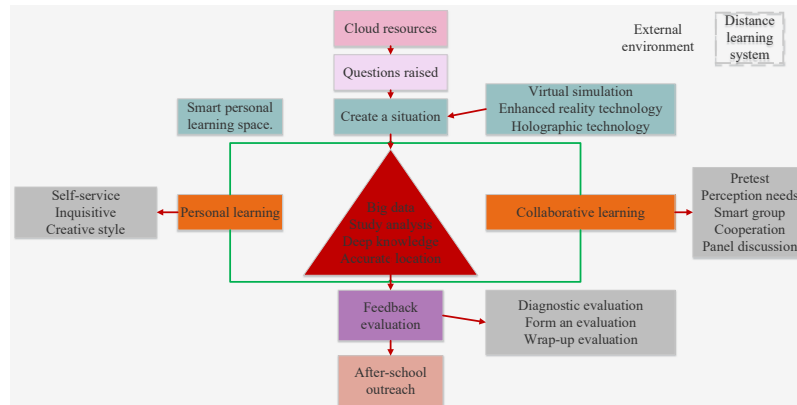 Cloud resources
External
environment
Distance
learning
system
Questions raised
Smart personal
learning space.
Create a situation
Virtual simulation
Enhanced reality technology
Holographic technology
Self-service
Inquisitive
Creative style
Personal learning
Big data
Study analysis
Deep knowledge
Accurate location
Collaborative learning
Pretest
Perception needs
Smart group
Cooperation
Panel discussion
Feedback
evaluation
Diagnostic evaluation
Form an evaluation
Wrap-up evaluation
After-school
outreach